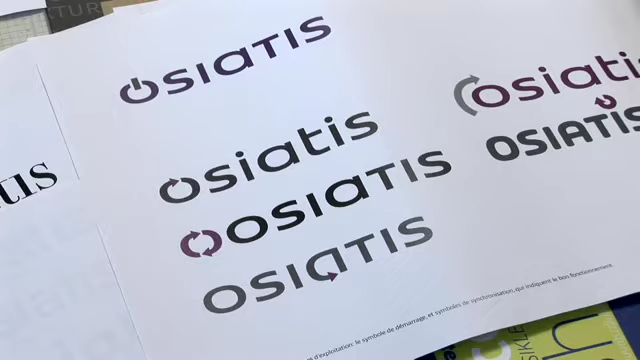 OSIATIS
osiatis
osiatis
OSIATIS
OSIATIS
OSIATIS
d'exploitation: le symbole de démarrage, et symboles de synchronisation qui indiquent le bon fonctionnement.